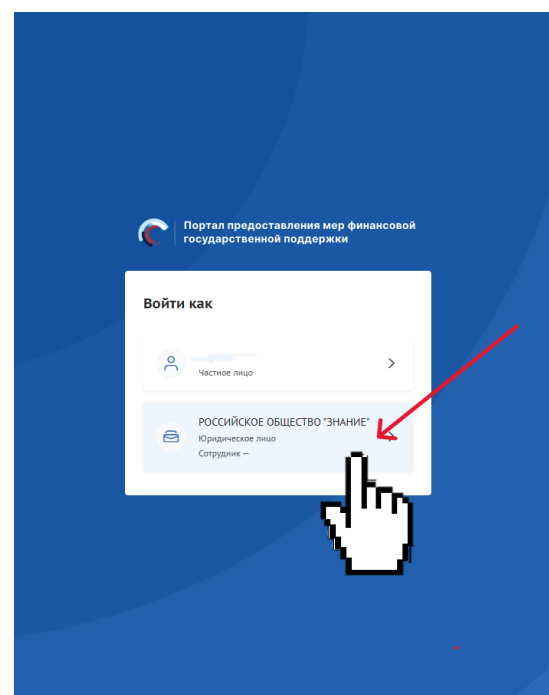 Портал предоставления мер финансовой
государственной поддержки
Войти как
Частное лицо
РОССИЙСКОЕ ОБЩЕСТВО "ЗНАНИЕ"
Юридическое лицо
Сотрудник —